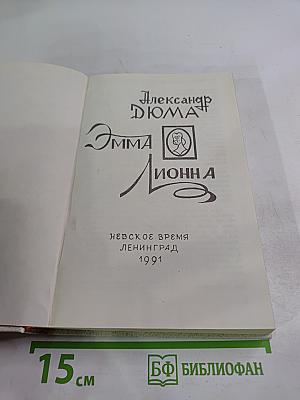 Александр
ДЮМА
Эмма
Лионна
НЕВСКОЕ ВРЕМЯ
ЛЕНИНГРАД
1991
15 см
БФ БИБЛИОФАН